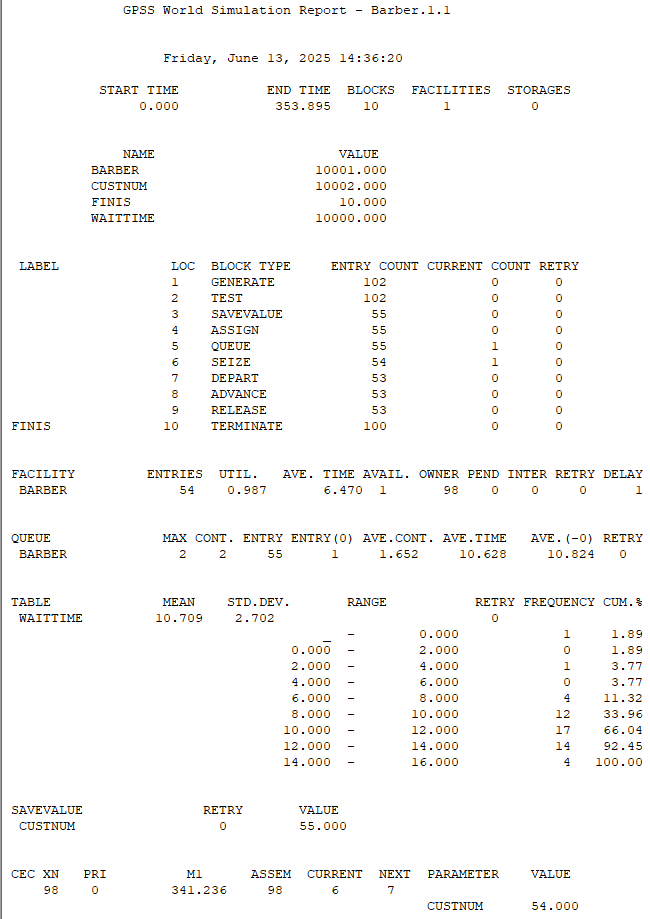 GPSS World Simulation Report - Barber.1.1
Friday, June 13, 2025 14:36:20
START TIME END TIME BLOCKS FACILITIES STORAGES
0.000 353.895 10 1 0
NAME VALUE
BARBER 10001.000
CUSTNUM 10002.000
FINIS 10.000
WAITTIME 10000.000
LABEL LOC BLOCK TYPE ENTRY COUNT CURRENT COUNT RETRY
1 GENERATE 102 0 0
2 TEST 102 0 0
3 SAVEVALUE 55 0 0
4 ASSIGN 55 0 0
5 QUEUE 55 1 0
6 SEIZE 54 1 0
7 DEPART 53 0 0
8 ADVANCE 53 0 0
9 RELEASE 53 0 0
FINIS 10 TERMINATE 100 0 0
FACILITY ENTRIES UTIL. AVE. TIME AVAIL. OWNER PEND INTER RETRY DELAY
BARBER 54 0.987 6.470 1 98 0 0 0 1
QUEUE MAX CONT. ENTRY ENTRY(0) AVE.CONT. AVE.TIME AVE.(-0) RETRY
BARBER 2 2 55 1 1.652 10.628 10.824 0
TABLE MEAN STD.DEV. RANGE RETRY FREQUENCY CUM.%
WAITTIME 10.709 2.702 0
_ - 0.000 1 1.89
0.000 - 2.000 0 1.89
2.000 - 4.000 1 3.77
4.000 - 6.000 0 3.77
6.000 - 8.000 4 11.32
8.000 - 10.000 12 33.96
10.000 - 12.000 17 66.04
12.000 - 14.000 14 92.45
14.000 - 16.000 4 100.00
SAVEVALUE RETRY VALUE
CUSTNUM 0 55.000
CEC XN PRI M1 ASSEM CURRENT NEXT PARAMETER VALUE
98 0 341.236 98 6 7
CUSTNUM 54.000